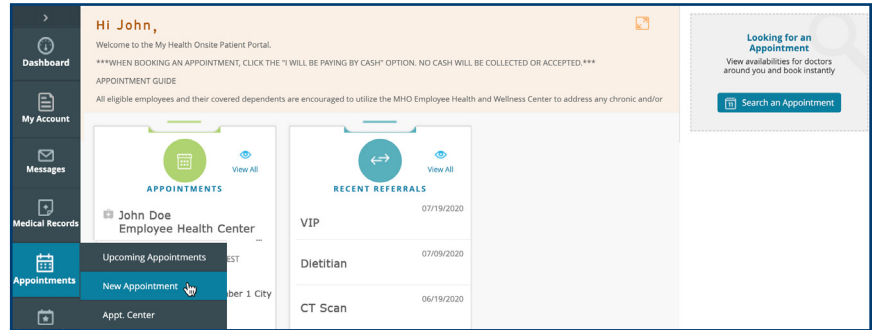 Dashboard
My Account
Messages
Medical Records
Appointments
Hi John,
Welcome to the My Health Onsite Patient Portal.
***WHEN BOOKING AN APPOINTMENT, CLICK THE "I WILL BE PAYING BY CASH" OPTION. NO CASH WILL BE COLLECTED OR ACCEPTED.***
APPOINTMENT GUIDE
All eligible employees and their covered dependents are encouraged to utilize the MHO Employee Health and Wellness Center to address any chronic and/or
View All
APPOINTMENTS
John Doe
Employee Health Center
...
EST
ber 1 City
Upcoming Appointments
New Appointment
Appt. Center
View All
RECENT REFERRALS
07/19/2020
VIP
07/09/2020
Dietitian
06/19/2020
CT Scan
Looking for an
Appointment
View availabilities for doctors
around you and book instantly
11 Search an Appointment